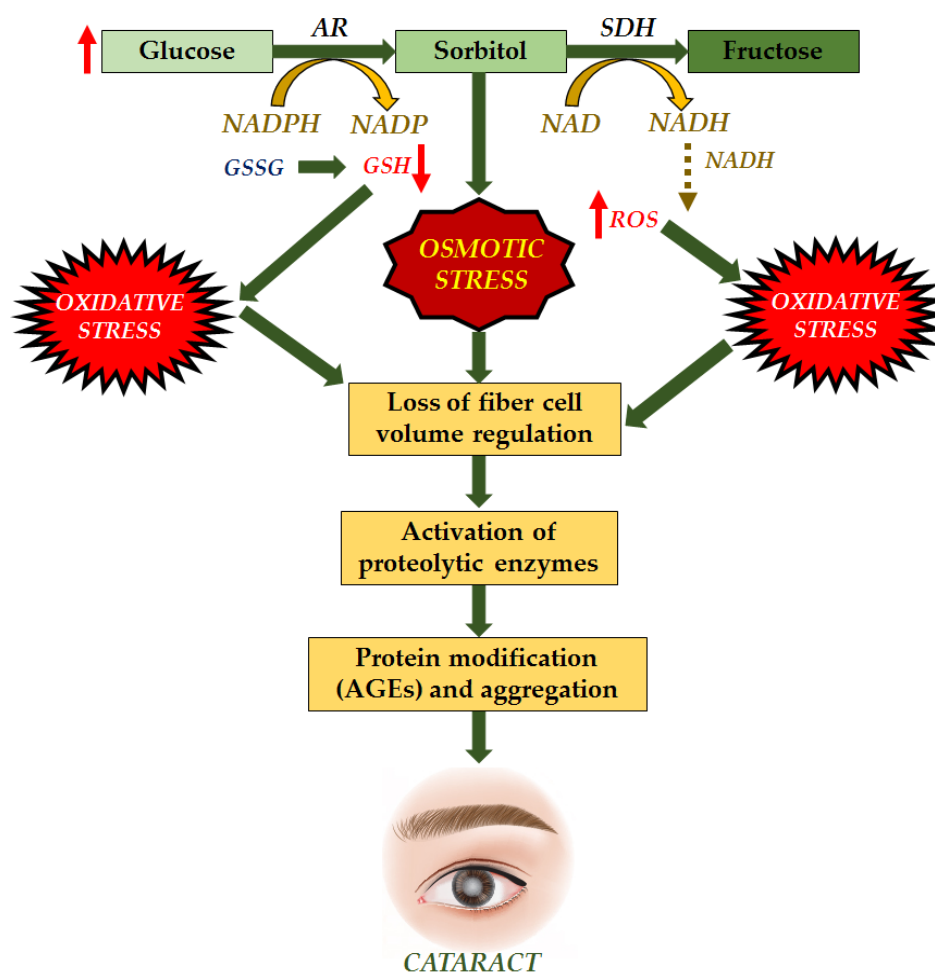 Glucose
AR
Sorbitol
SDH
Fructose
NADPH
NADP
NAD
NADH
GSSG
GSH
NADH
ROS
OXIDATIVE
STRESS
OSMOTIC
STRESS
OXIDATIVE
STRESS
Loss of fiber cell
volume regulation
Activation of
proteolytic enzymes
Protein modification
(AGEs) and aggregation
CATARACT